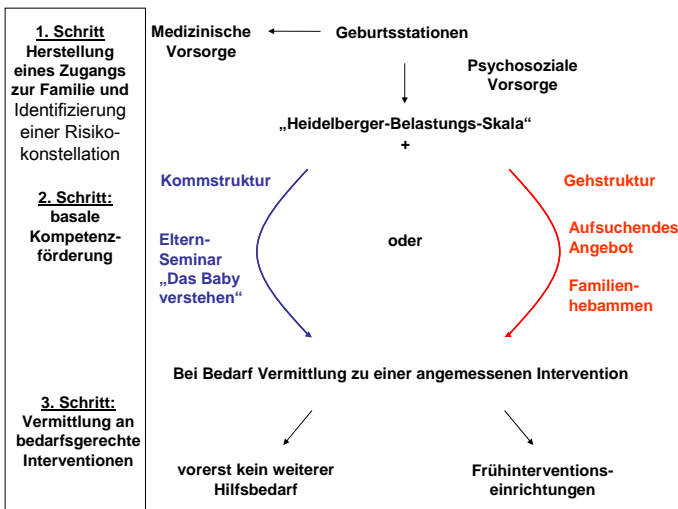 1. Schritt
Herstellung
eines Zugangs
zur Familie und
Identifizierung
einer Risiko-
konstellation
2. Schritt:
basale
Kompetenz-
förderung
3. Schritt:
Vermittlung an
bedarfsgerechte
Interventionen
Medizinische
Vorsorge
Geburtsstationen
Psychosoziale
Vorsorge
„Heidelberger-Belastungs-Skala“
+
Kommstruktur
Eltern-
Seminar
„Das Baby
verstehen“
oder
Gehstruktur
Aufsuchendes
Angebot
Familien-
hebammen
Bei Bedarf Vermittlung zu einer angemessenen Intervention
vorerst kein weiterer
Hilfsbedarf
Frühinterventions-
einrichtungen